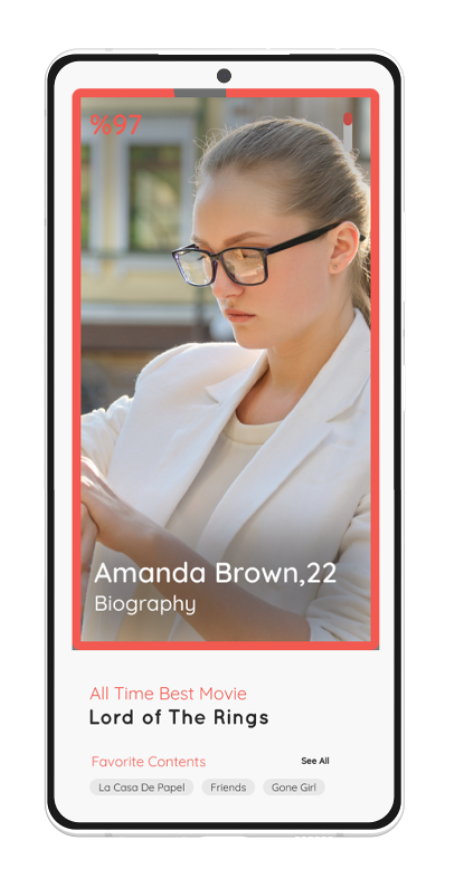 %97
Amanda Brown,22
Biography
All Time Best Movie
Lord of The Rings
Favorite Contents
See All
La Casa De Papel
Friends
Gone Girl